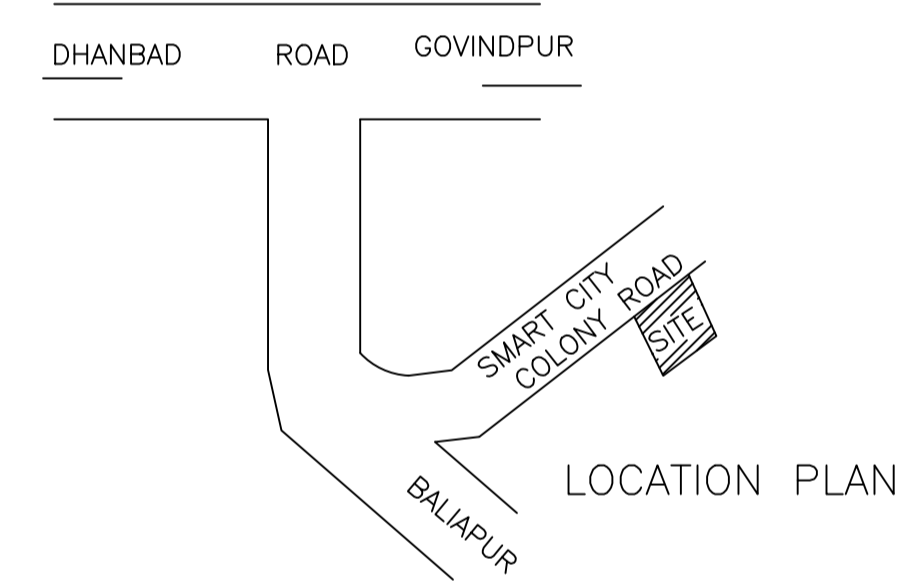 DHANBAD ROAD GOVINDPUR
SMART CITY
COLONY ROAD
SITE
BALIAPUR
LOCATION PLAN